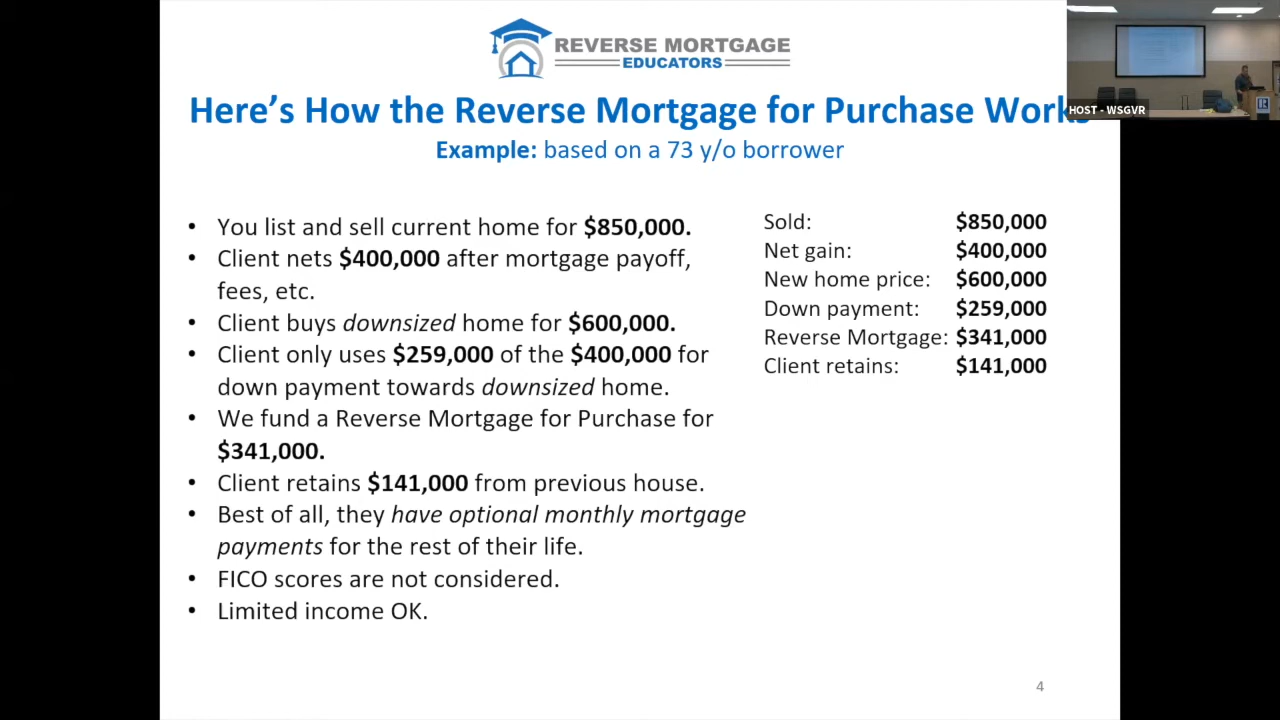 REVERSE MORTGAGE
EDUCATORS
HOST - WSGVR
Here's How the Reverse Mortgage for Purchase Works
Example: based on a 73 y/o borrower
• You list and sell current home for $850,000.
• Client nets $400,000 after mortgage payoff,
fees, etc.
• Client buys downsized home for $600,000.
• Client only uses $259,000 of the $400,000 for
down payment towards downsized home.
• We fund a Reverse Mortgage for Purchase for
$341,000.
• Client retains $141,000 from previous house.
• Best of all, they have optional monthly mortgage
payments for the rest of their life.
• FICO scores are not considered.
• Limited income OK.
Sold: $850,000
Net gain: $400,000
New home price: $600,000
Down payment: $259,000
Reverse Mortgage: $341,000
Client retains: $141,000
4